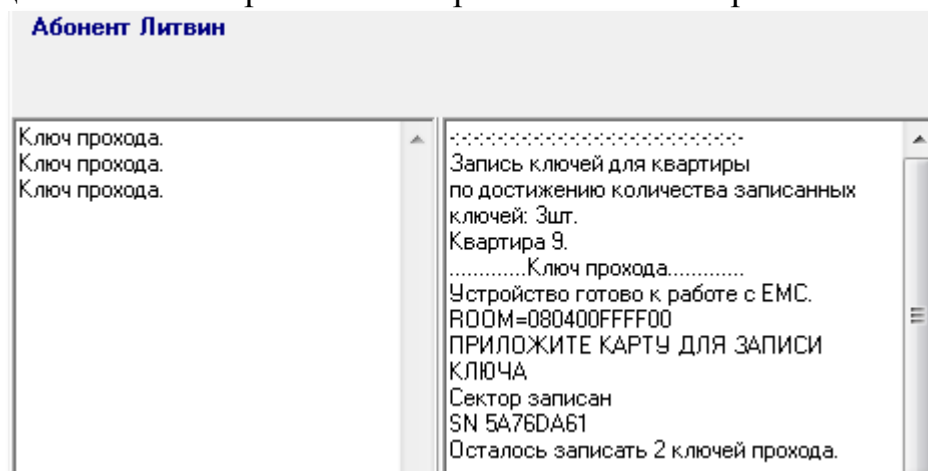 Абонент Литвин
Ключ прохода.
Ключ прохода.
Ключ прохода.
-:-:-:-:-:-:-:-:-:-:-:-:-:-:-:-:-:-:-:-:-:-:-:-:-:-
Запись ключей для квартиры
по достижению количества записанных
ключей: 3шт.
Квартира 9.
.............Ключ прохода.............
Устройство готово к работе с EMC.
ROOM=080400FFFF00
ПРИЛОЖИТЕ КАРТУ ДЛЯ ЗАПИСИ
КЛЮЧА
Сектор записан
SN 5A76DA61
Осталось записать 2 ключей прохода.